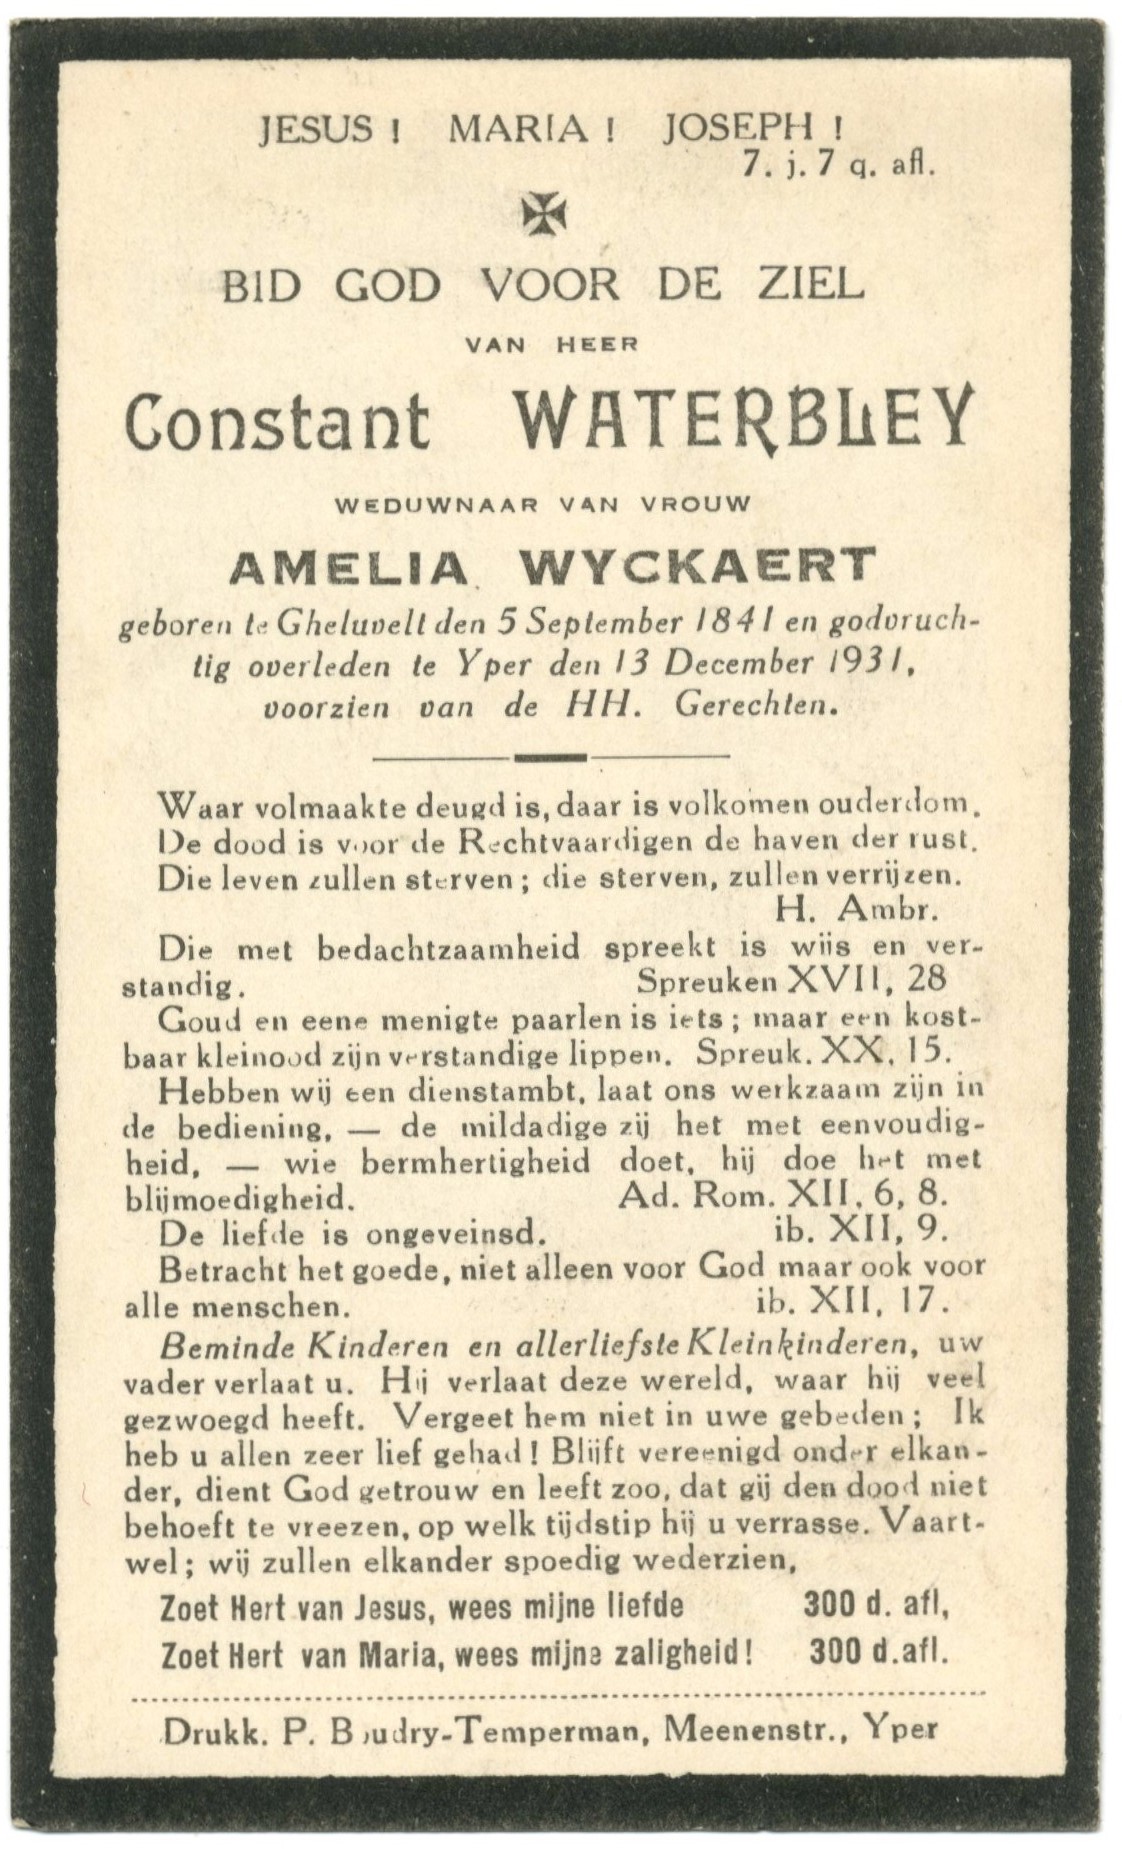 JESUS ! MARIA ! JOSEPH !
7. j. 7 q. afl.
BID GOD VOOR DE ZIEL
VAN HEER
Constant WATERBLEY
WEDUWNAAR VAN VROUW
AMELIA WYCKAERT
geboren te Gheluvelt den 5 September 1841 en godvruch-
tig overleden te Yper den 13 December 1931,
voorzien van de HH. Gerechten.
Waar volmaakte deugd is, daar is volkomen ouderdom.
De dood is voor de Rechtvaardigen de haven der rust.
Die leven zullen sterven ; die sterven, zullen verrijzen.
H. Ambr.
Die met bedachtzaamheid spreekt is wiis en ver-
standig. Spreuken XVII, 28
Goud en eene menigte paarlen is iets ; maar een kost-
baar kleinood zijn verstandige lippen. Spreuk. XX, 15.
Hebben wij een dienstambt, laat ons werkzaam zijn in
de bediening, — de mildadige zij het met eenvoudig-
heid, — wie bermhertigheid doet, hij doe het met
blijmoedigheid. Ad. Rom. XII, 6, 8.
De liefde is ongeveinsd. ib. XII, 9.
Betracht het goede, niet alleen voor God maar ook voor
alle menschen. ib. XII, 17.
Beminde Kinderen en allerliefste Kleinkinderen, uw
vader verlaat u. Hij verlaat deze wereld, waar hij veel
gezwoegd heeft. Vergeet hem niet in uwe gebeden ; Ik
heb u allen zeer lief gehad ! Blijft vereenigd onder elkan-
der, dient God getrouw en leeft zoo, dat gij den dood niet
behoeft te vreezen, op welk tijdstip hij u verrasse. Vaart-
wel ; wij zullen elkander spoedig wederzien,
Zoet Hert van Jesus, wees mijne liefde 300 d. afl,
Zoet Hert van Maria, wees mijne zaligheid ! 300 d.afl.
Drukk. P. Boudry-Temperman, Meenenstr., Yper